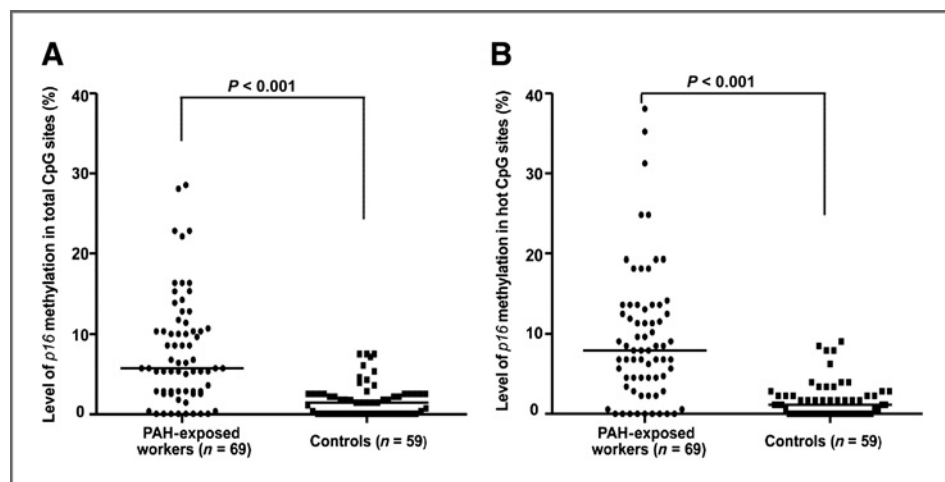 A
P < 0.001
Level of p16 methylation in total CpG sites (%)
40
30
20
10
0
PAH-exposed
workers (n = 69)
Controls (n = 59)
B
P < 0.001
Level of p16 methylation in hot CpG sites (%)
40
30
20
10
0
PAH-exposed
workers (n = 69)
Controls (n = 59)